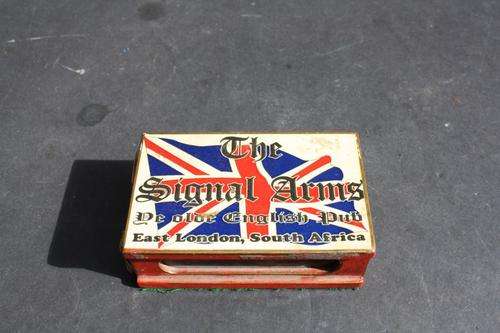 The
Signal Arms
Ye olde English Pub
East London, South Africa